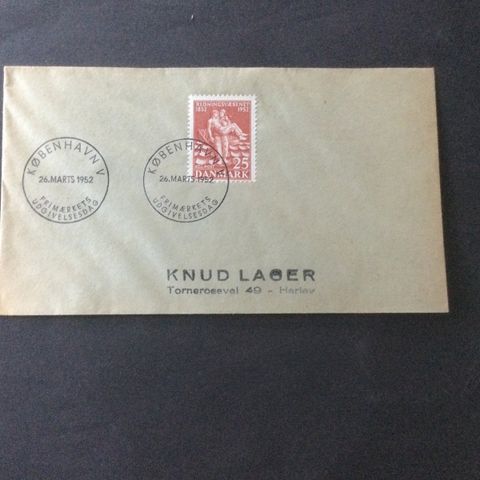 REDNINGSVÆSENET
1852 1952
25
DANMARK
KØBENHAVN V
26.MARTS 1952
FRIMÆRKETS
UDGIVELSESDAG
KØBENHAVN V
26.MARTS 1952
FRIMÆRKETS
UDGIVELSESDAG
KNUD LAGER
Tornerosevej 49 - Herlev